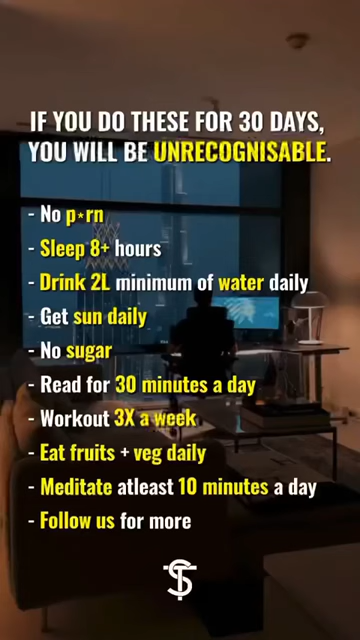 IF YOU DO THESE FOR 30 DAYS,
YOU WILL BE UNRECOGNISABLE.
- No p*rn
- Sleep 8+ hours
- Drink 2L minimum of water daily
- Get sun daily
- No sugar
- Read for 30 minutes a day
- Workout 3X a week
- Eat fruits + veg daily
- Meditate atleast 10 minutes a day
- Follow us for more